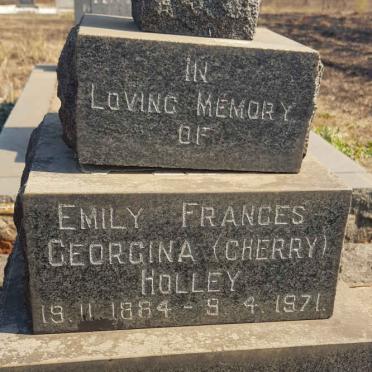 IN
LOVING MEMORY
OF
EMILY FRANCES
GEORGINA (CHERRY)
HOLLEY
19.11.1884 - 9.4.1971.